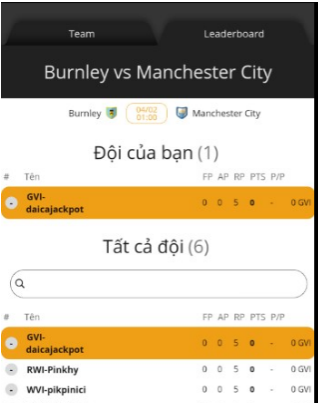 Team Leaderboard
Burnley vs Manchester City
Burnley 04/02 01:00 Manchester City
Đội của bạn (1)
# Tên FP AP RP PTS P/P
- GVI-daicajackpot 0 0 5 0 - 0 GVI
Tất cả đội (6)
# Tên FP AP RP PTS P/P
- GVI-daicajackpot 0 0 5 0 - 0 GVI
- RWI-Pinkhy 0 0 5 0 - 0 GVI
- WVI-pikpinici 0 0 5 0 - 0 GVI